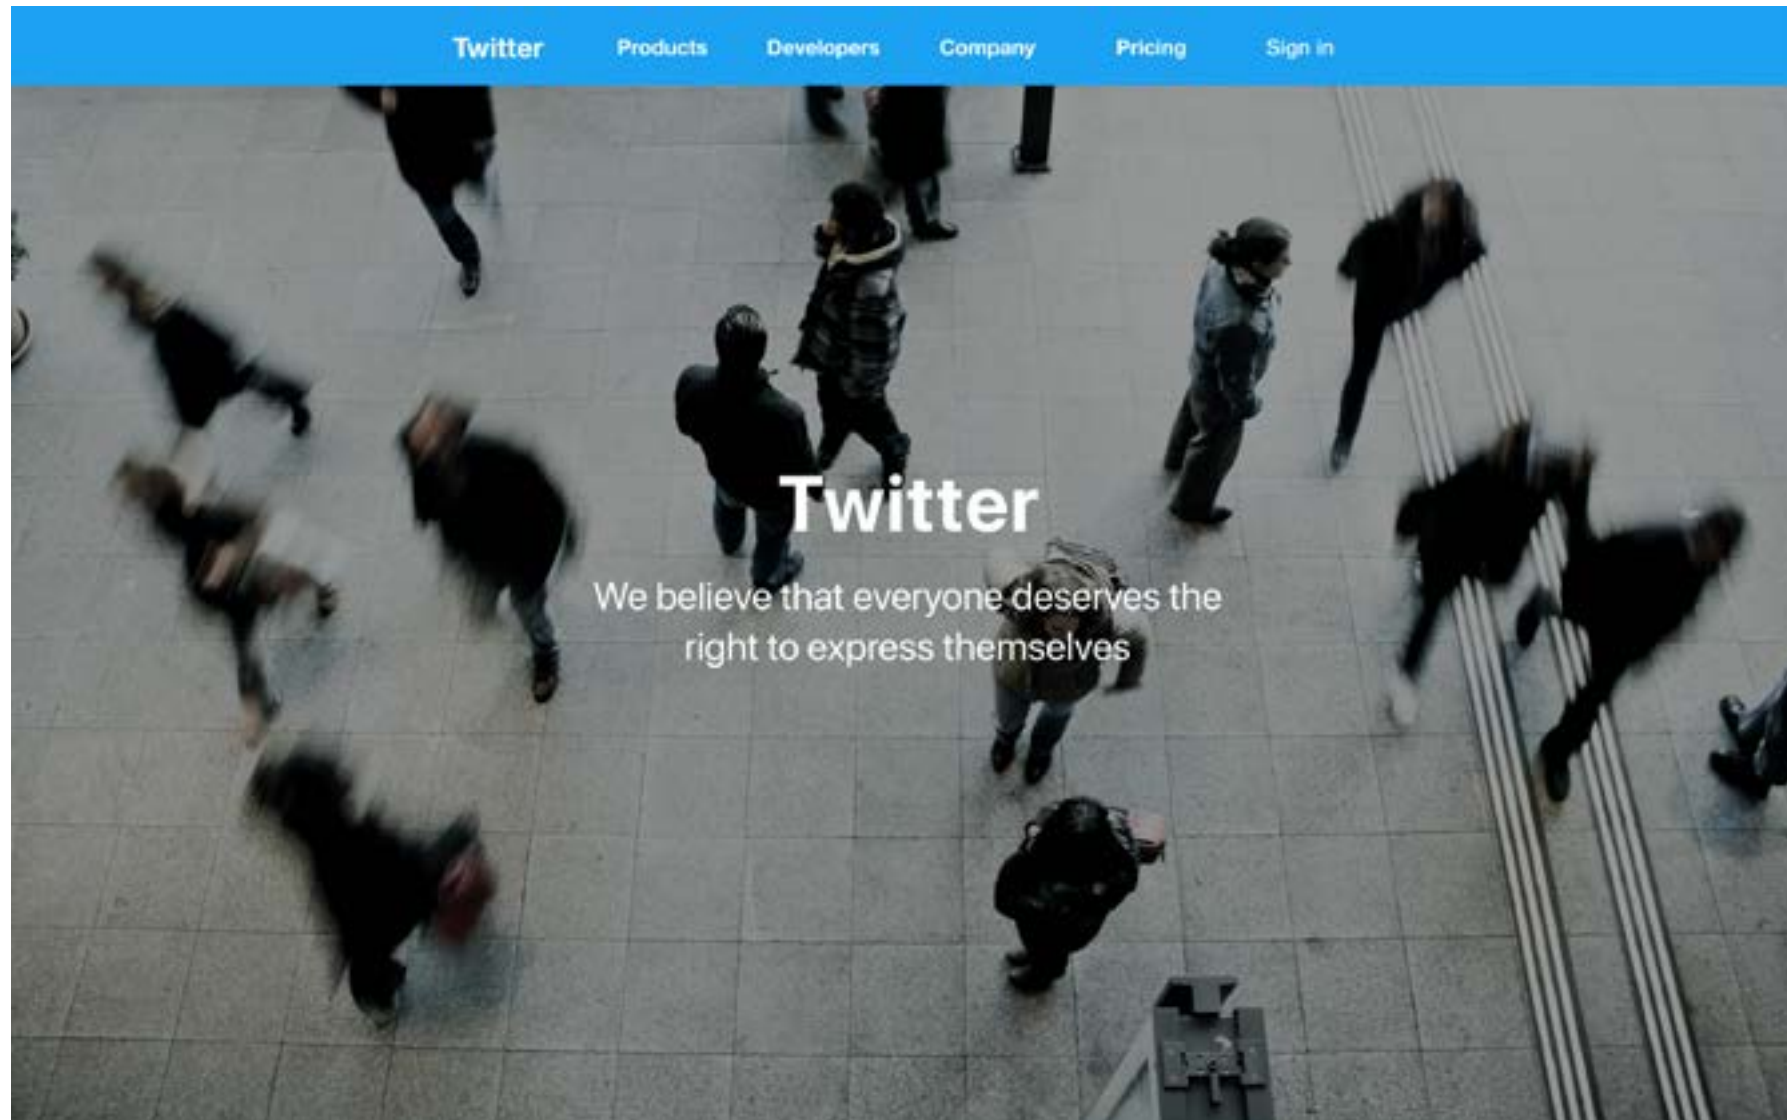 Twitter Products Developers Company Pricing Sign in
Twitter
We believe that everyone deserves the
right to express themselves